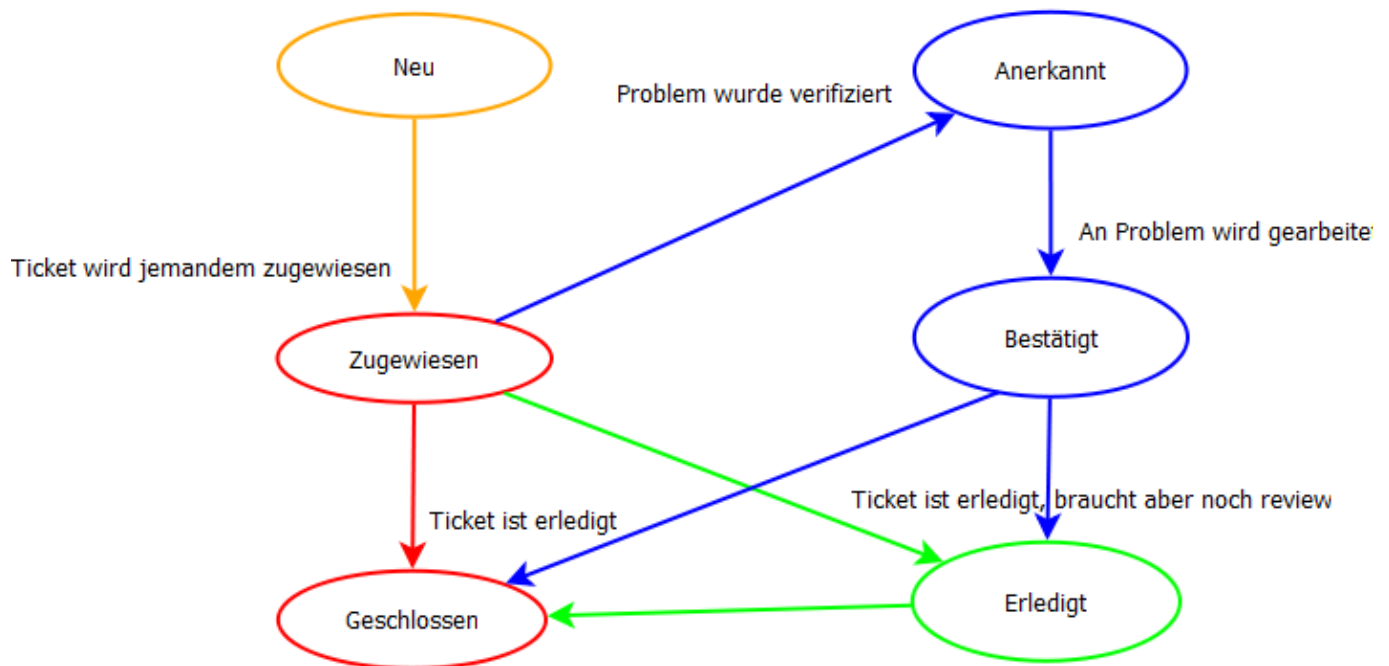 Neu
Anerkannt
Problem wurde verifiziert
An Problem wird gearbeitet
Ticket wird jemandem zugewiesen
Zugewiesen
Bestätigt
Ticket ist erledigt, braucht aber noch review
Ticket ist erledigt
Geschlossen
Erledigt